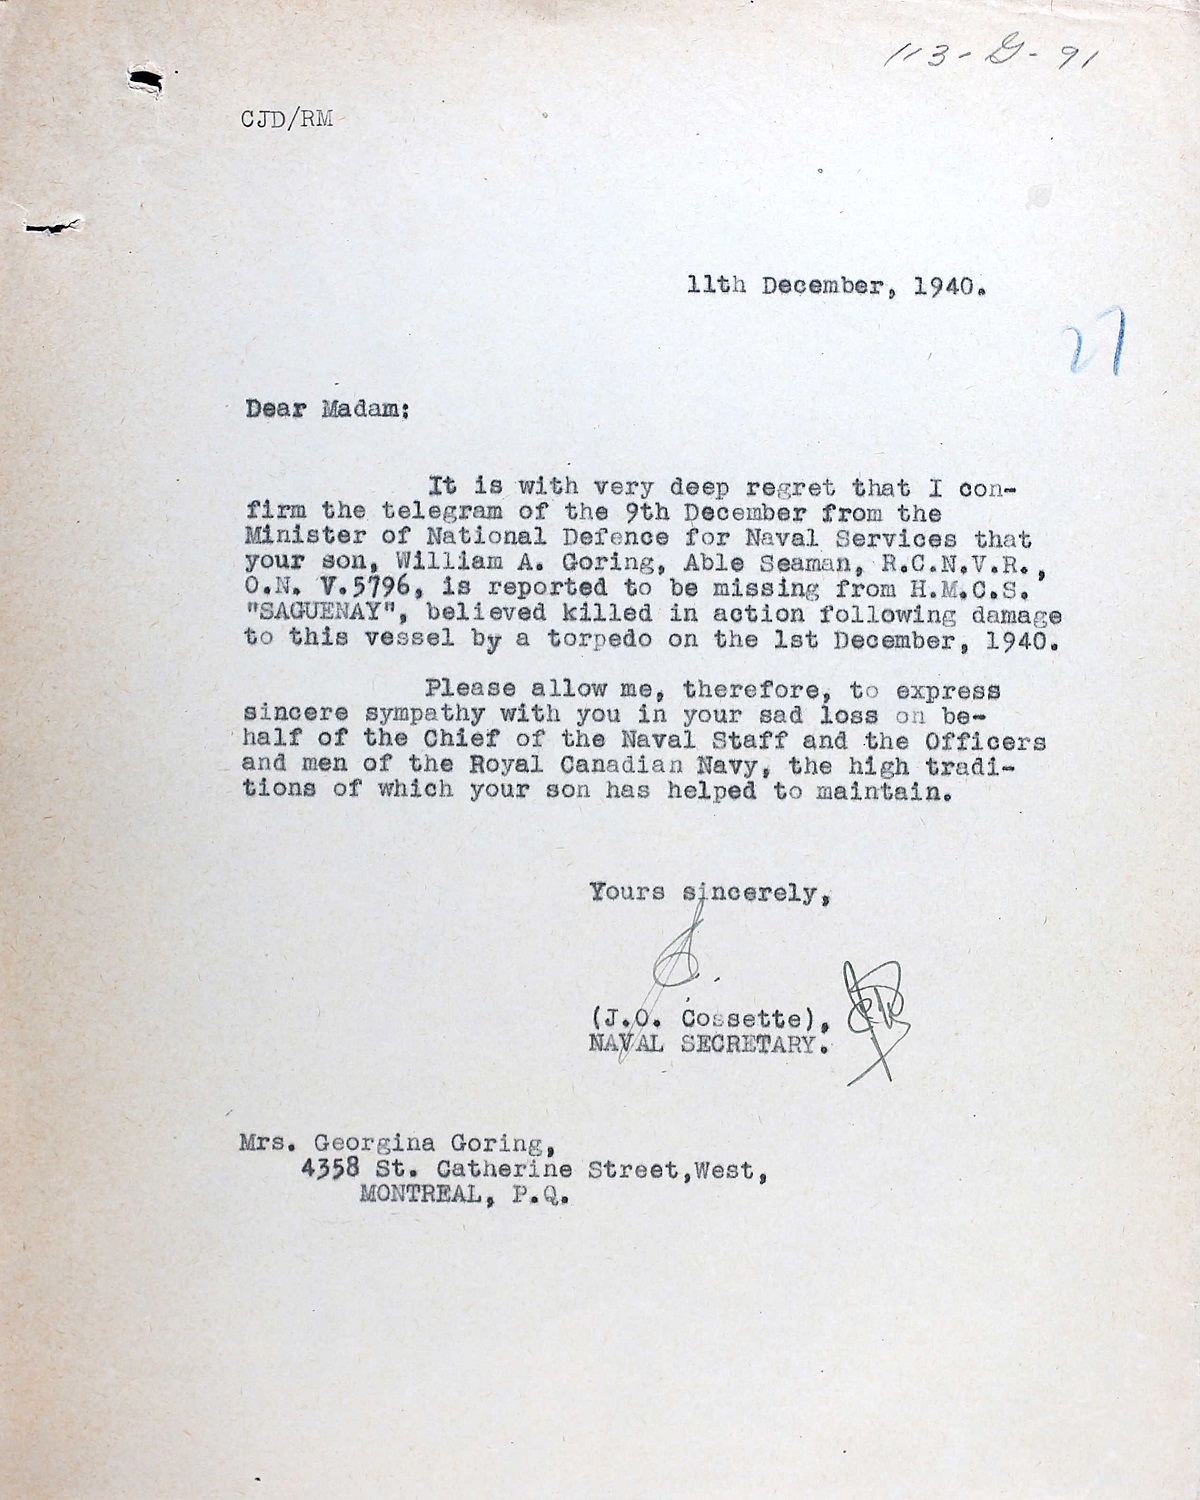 113-G-91
CJD/RM
11th December, 1940.
27
Dear Madam:
It is with very deep regret that I con-
firm the telegram of the 9th December from the
Minister of National Defence for Naval Services that
your son, William A. Goring, Able Seaman, R.C.N.V.R.,
O.N. V.5796, is reported to be missing from H.M.C.S.
"SAGUENAY", believed killed in action following damage
to this vessel by a torpedo on the 1st December, 1940.
Please allow me, therefore, to express
sincere sympathy with you in your sad loss on be-
half of the Chief of the Naval Staff and the Officers
and men of the Royal Canadian Navy, the high tradi-
tions of which your son has helped to maintain.
Yours sincerely,
(J.O. Cossette),
NAVAL SECRETARY.
Mrs. Georgina Goring,
4358 St. Catherine Street,West,
MONTREAL, P.Q.